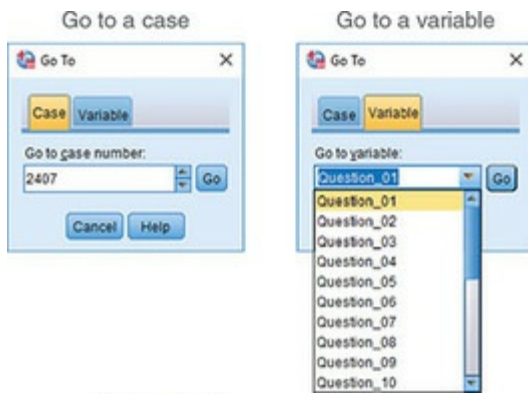 Go to a case
Go To
Case Variable
Go to case number:
2407
Go
Cancel Help
Go to a variable
Go To
Case Variable
Go to variable:
Question_01
Go
Question_01
Question_02
Question_03
Question_04
Question_05
Question_06
Question_07
Question_08
Question_09
Question_10